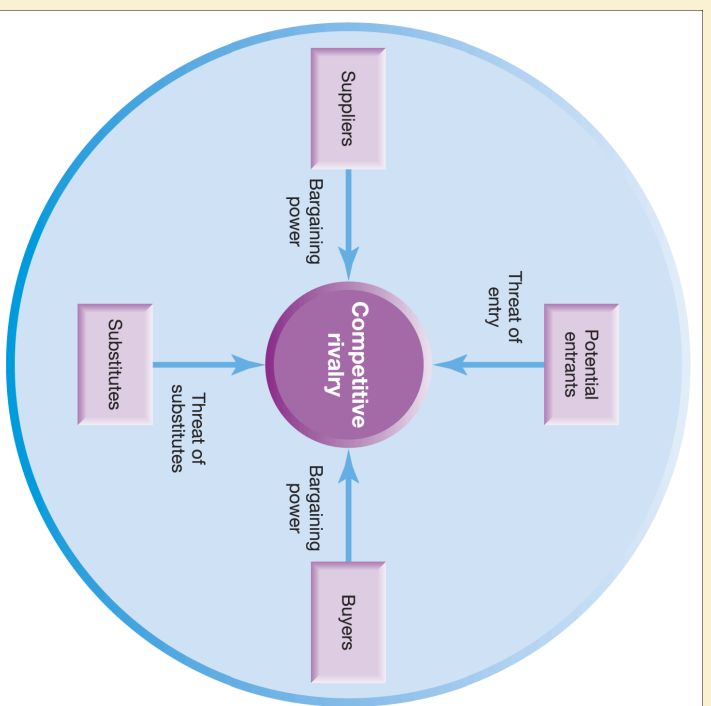 Potential
entrants
Threat of
entry
Suppliers
Bargaining
power
Competitive
rivalry
Bargaining
power
Buyers
Threat of
substitutes
Substitutes